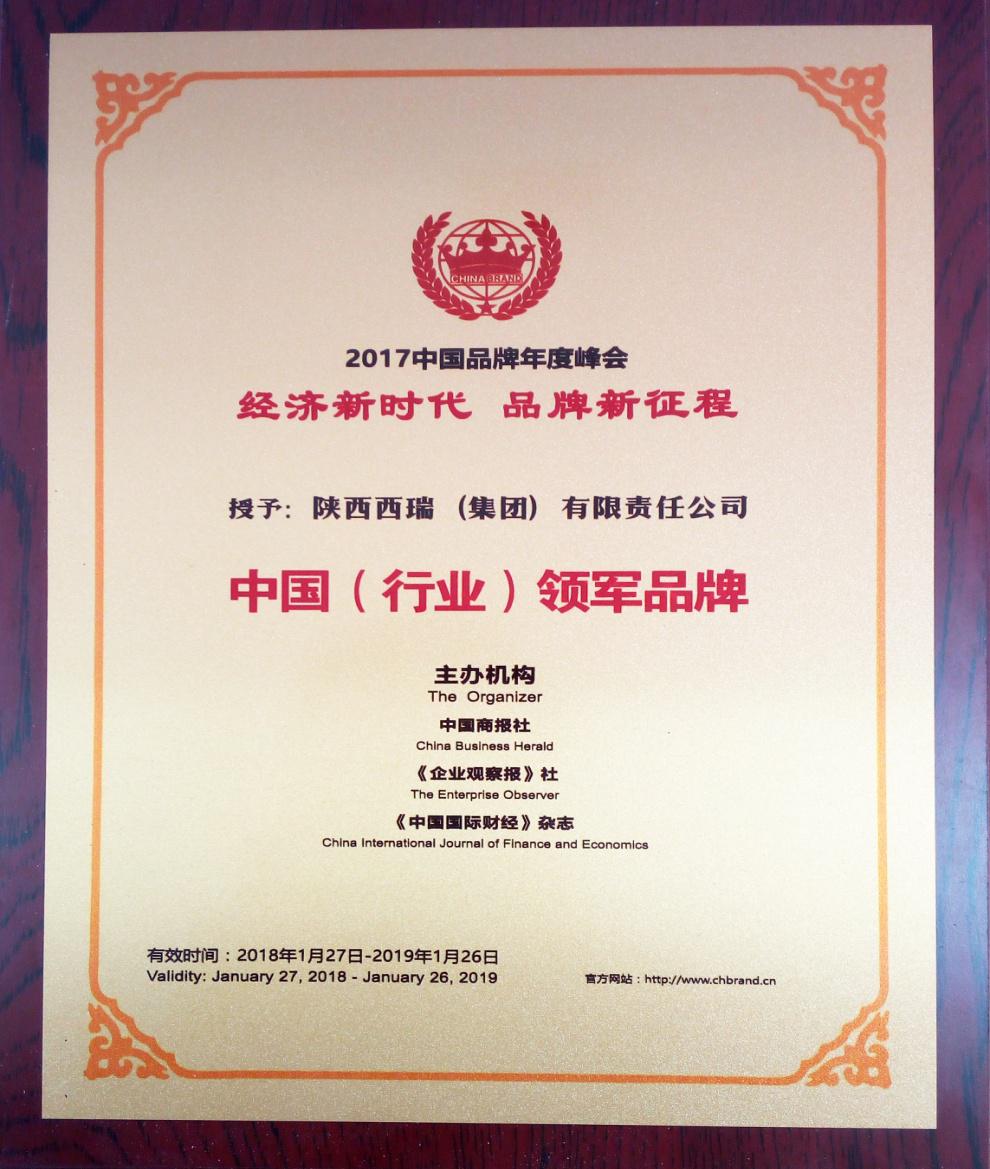 CHINA BRAND
2017中国品牌年度峰会
经济新时代 品牌新征程
授予：陕西西瑞（集团）有限责任公司
中国（行业）领军品牌
主办机构
The Organizer
中国商报社
China Business Herald
《企业观察报》社
The Enterprise Observer
《中国国际财经》杂志
China International Journal of Finance and Economics
有效时间：2018年1月27日-2019年1月26日
Validity: January 27, 2018 - January 26, 2019
官方网站：http://www.chbrand.cn